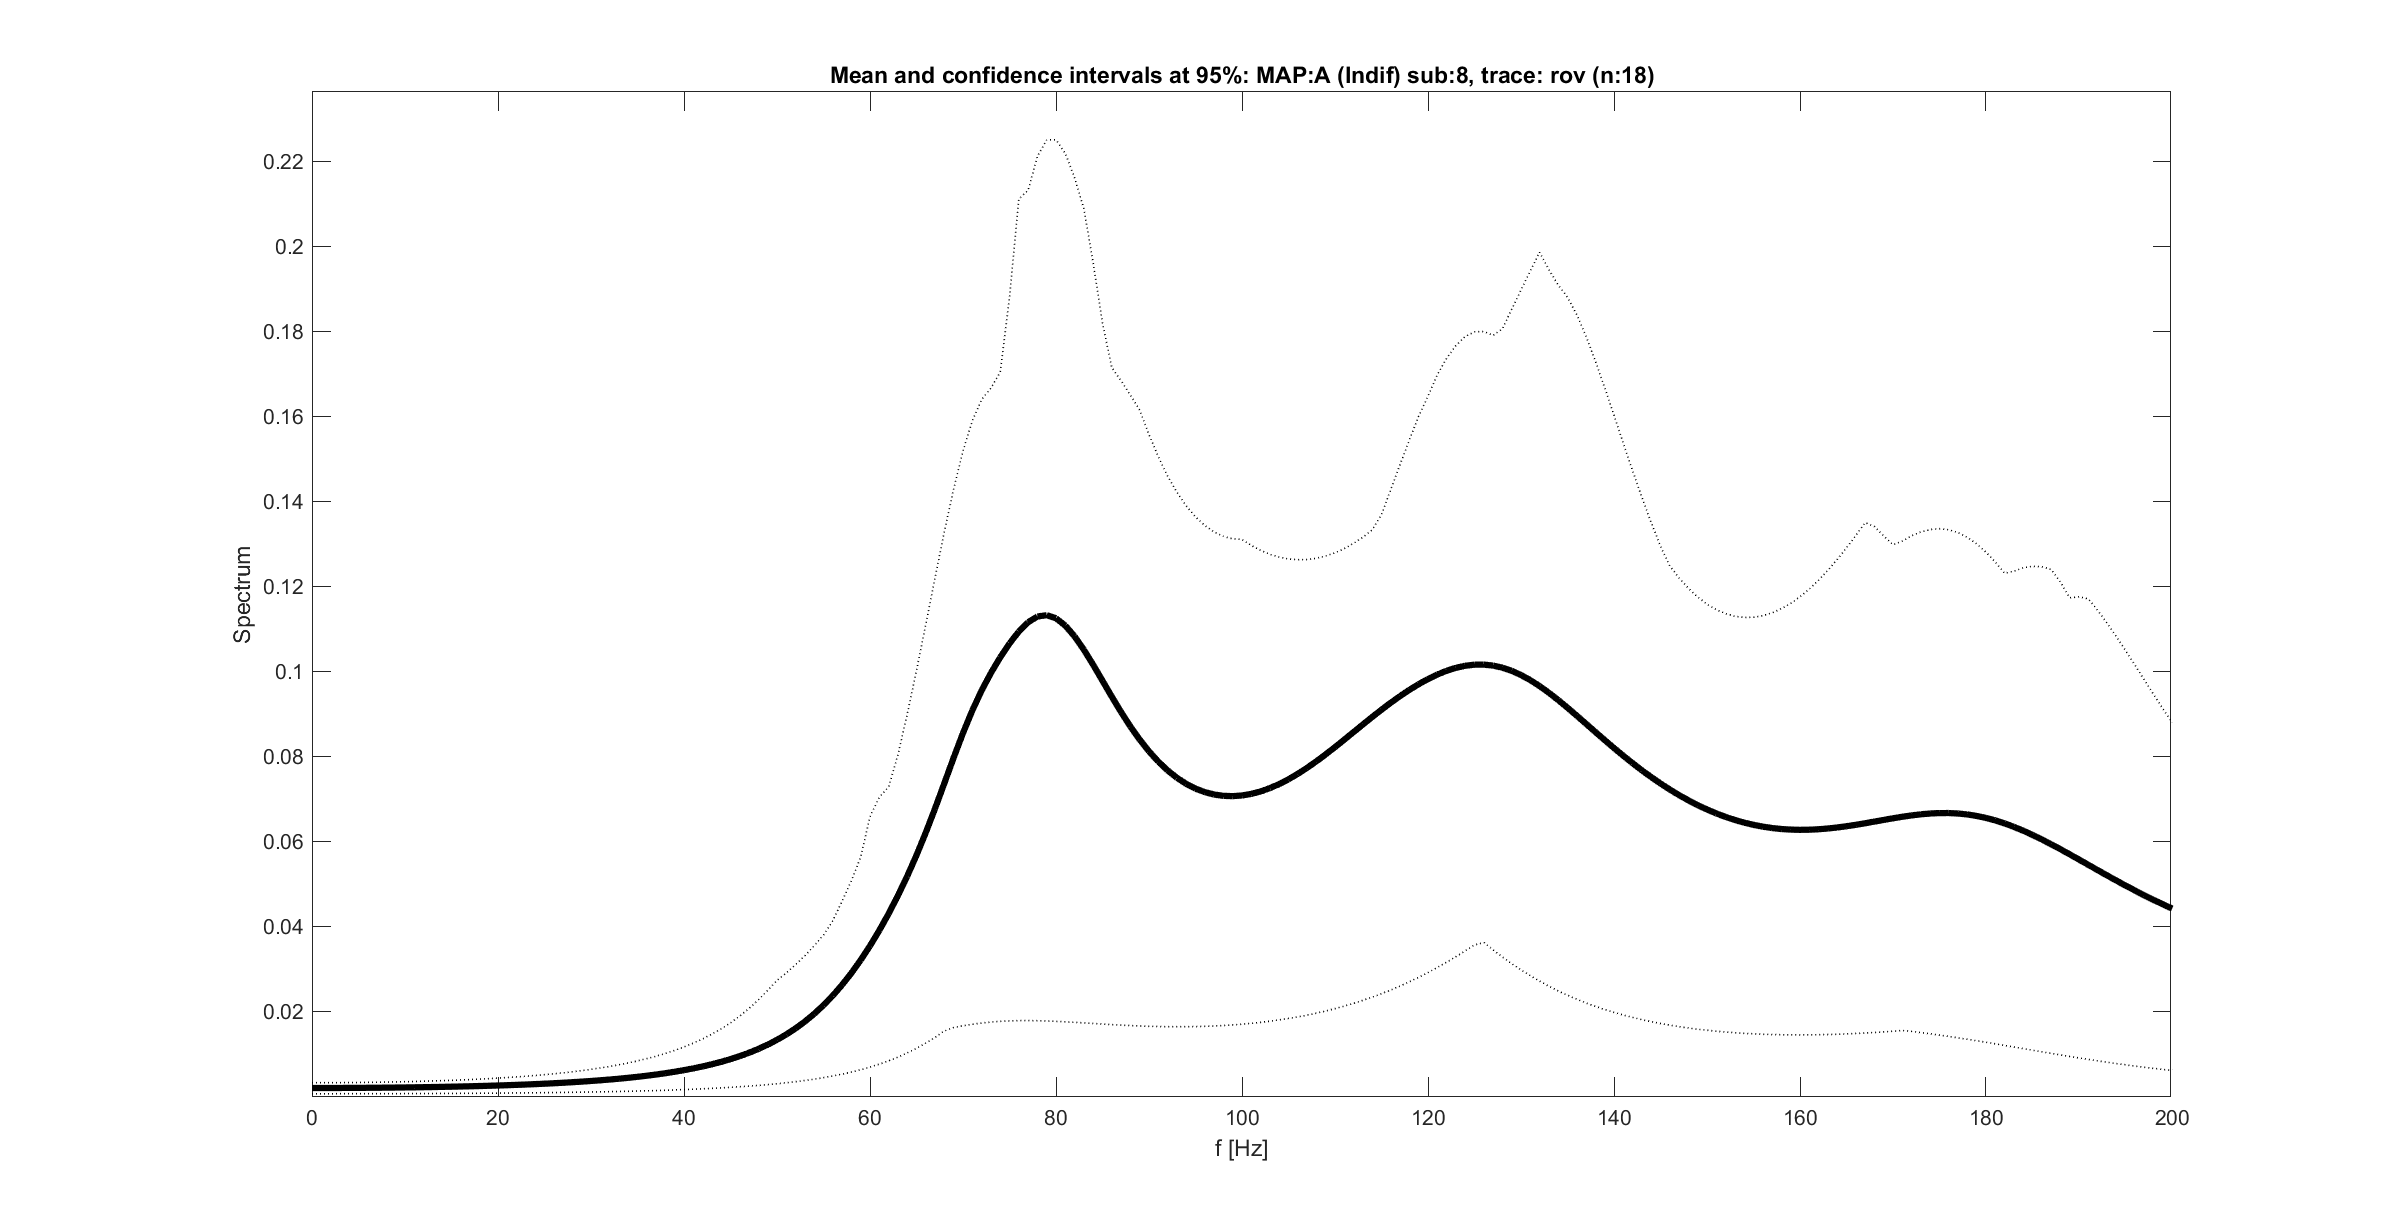 Mean and confidence intervals at 95%: MAP:A (Indif) sub:8, trace: rov (n:18)
0.22
0.2
0.18
0.16
0.14
0.12
0.1
0.08
0.06
0.04
0.02
Spectrum
0 20 40 60 80 100 120 140 160 180 200
f [Hz]